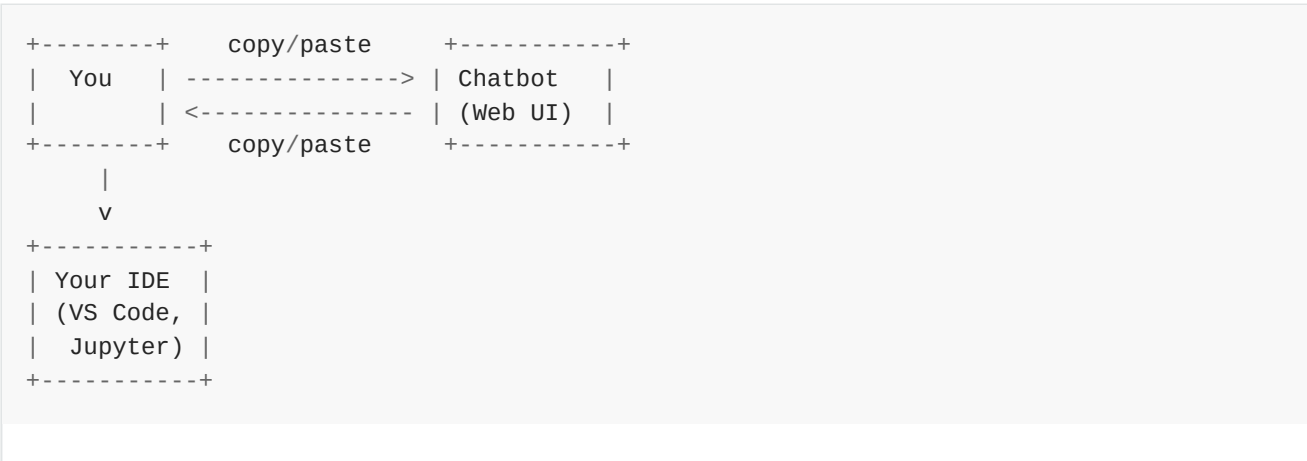 +--------+    copy/paste     +-----------+
|  You   | ---------------> | Chatbot   |
|        | <--------------- | (Web UI)  |
+--------+    copy/paste     +-----------+
     |
     v
+-----------+
| Your IDE  |
| (VS Code, |
|  Jupyter) |
+-----------+